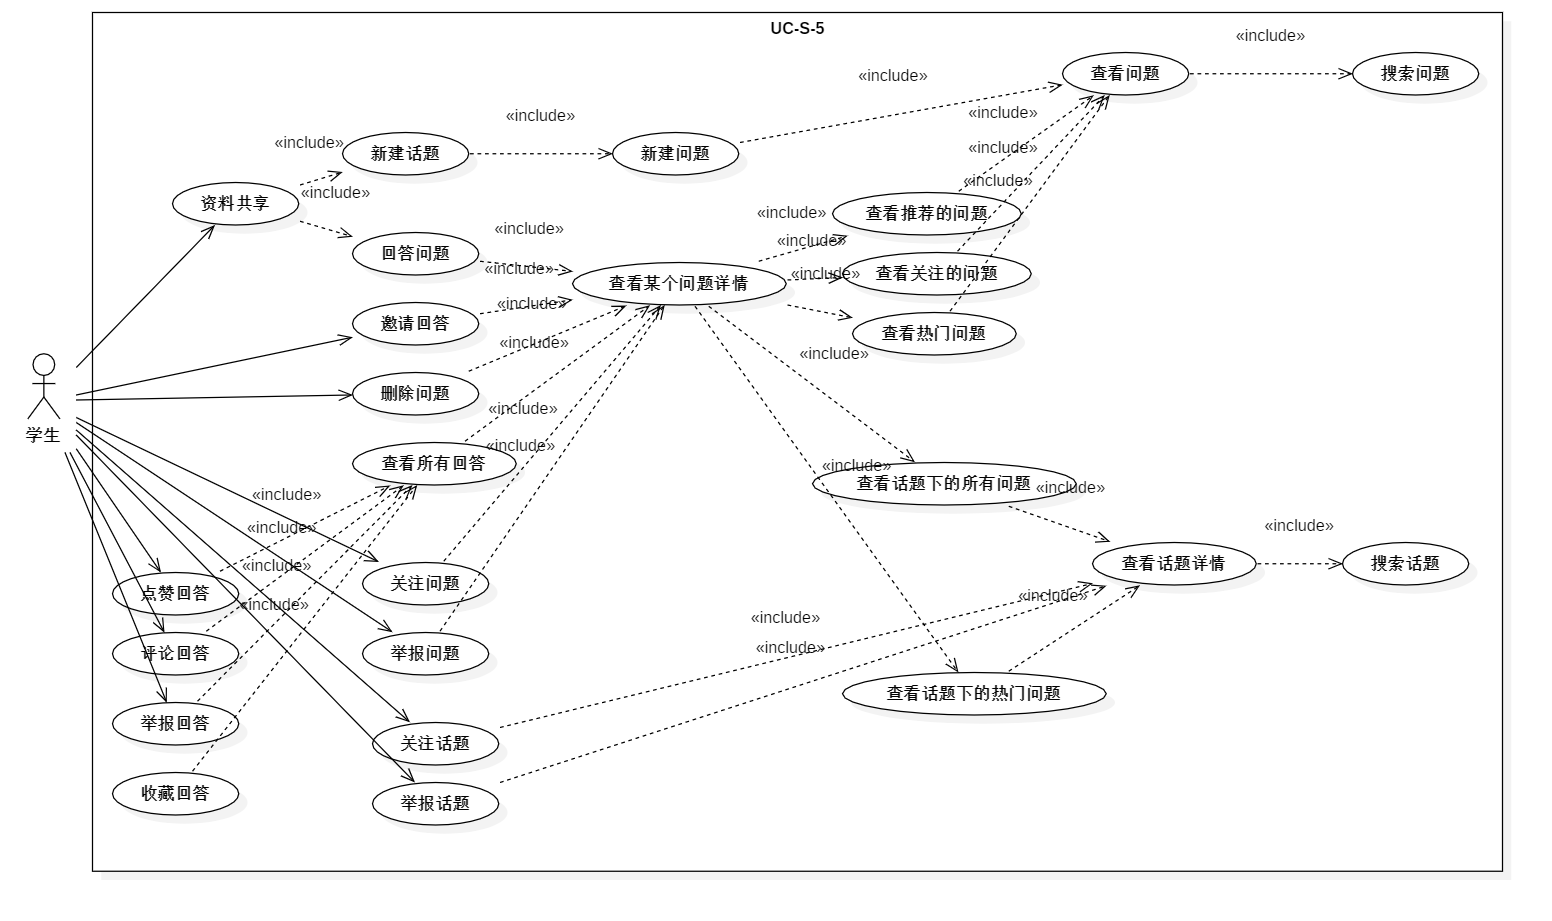 UC-S-5
«include»
查看问题
搜索问题
«include»
«include»
«include»
«include»
新建话题
新建问题
«include»
«include»
«include»
资料共享
«include»
查看推荐的问题
«include»
回答问题
«include»
«include»
«include»
查看某个问题详情
查看关注的问题
«include»
邀请回答
查看热门问题
«include»
«include»
删除问题
«include»
学生
«include»
查看所有回答
«include»
查看话题下的所有问题
«include»
«include»
«include»
«include»
查看话题详情
搜索话题
«include»
点赞回答
关注问题
«include»
«include»
«include»
评论回答
举报问题
«include»
查看话题下的热门问题
举报回答
关注话题
收藏回答
举报话题